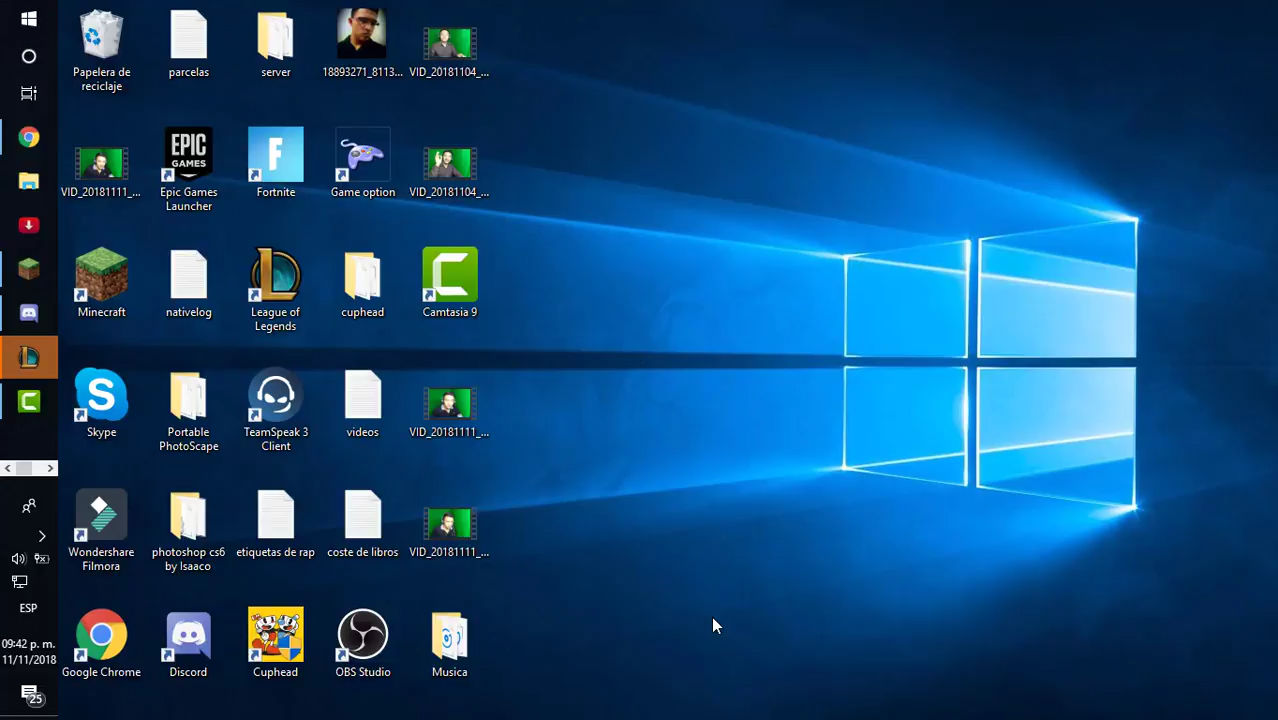 Papelera de
reciclaje
parcelas
server
18893271_8113...
VID_20181104_...
VID_20181111_...
EPIC
GAMES
Epic Games
Launcher
F
Fortnite
Game option
VID_20181104_...
Minecraft
nativelog
League of
Legends
cuphead
Camtasia 9
Skype
Portable
PhotoScape
TeamSpeak 3
Client
videos
VID_20181111_...
Wondershare
Filmora
photoshop cs6
by Isaaco
etiquetas de rap
coste de libros
VID_20181111_...
Google Chrome
Discord
Cuphead
OBS Studio
Musica
ESP
09:42 p. m.
11/11/2018
25